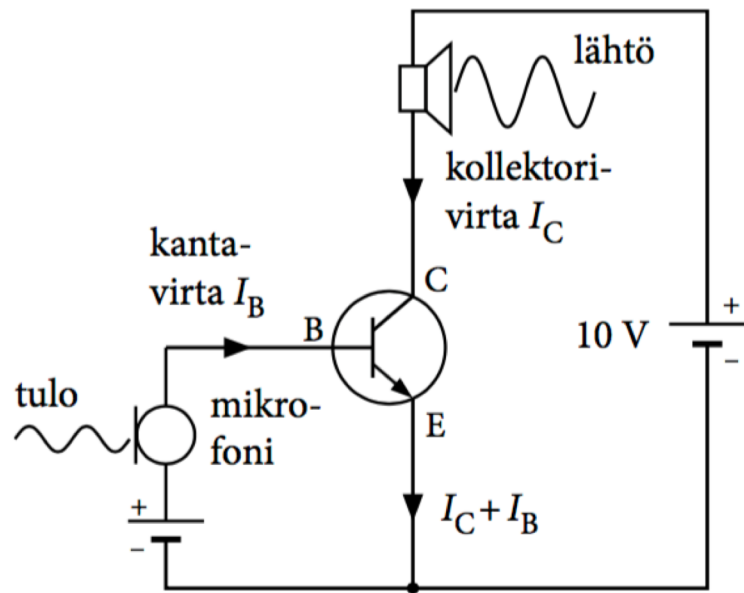 lähtö
kollektori-
virta I_C
kanta-
virta I_B
C
B
10 V
+
−
tulo
mikro-
foni
E
+
−
I_C + I_B